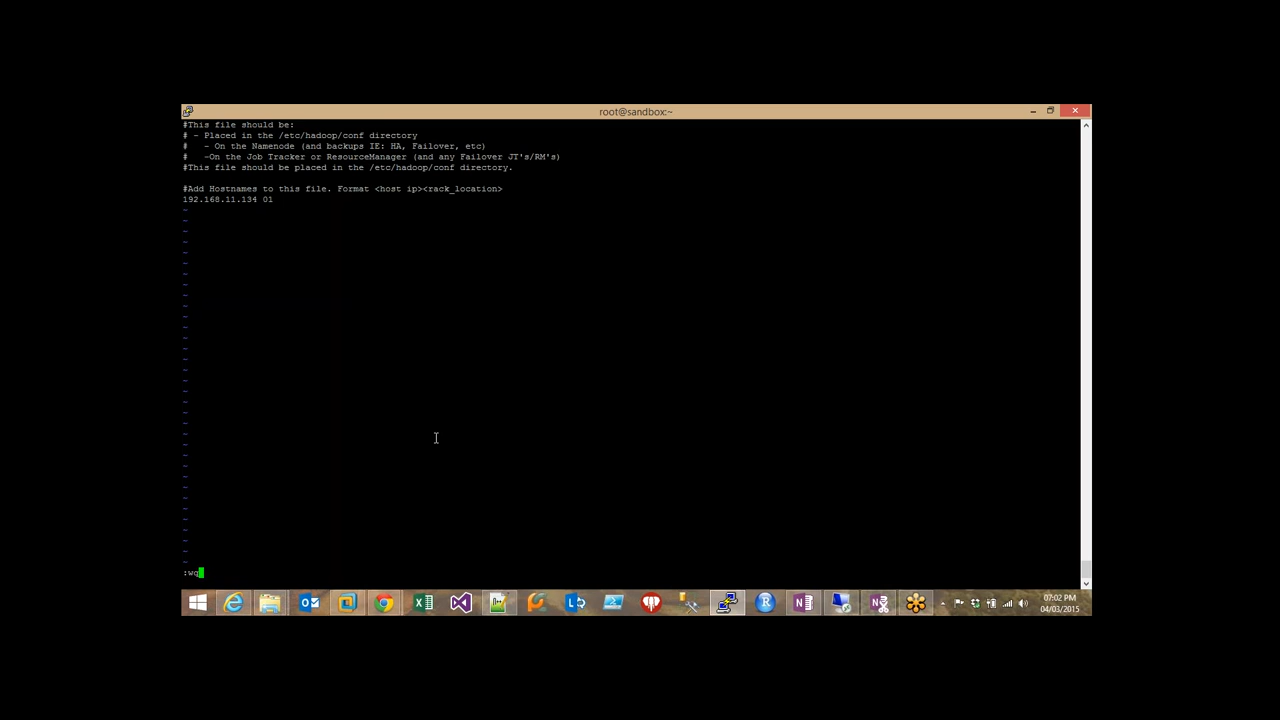 root@sandbox:~
#This file should be:
# - Placed in the /etc/hadoop/conf directory
#   - On the Namenode (and backups IE: HA, Failover, etc)
#   -On the Job Tracker or ResourceManager (and any Failover JT's/RM's)
#This file should be placed in the /etc/hadoop/conf directory.
#Add Hostnames to this file. Format <host ip><rack_location>
192.168.11.134 01
:wq
07:02 PM
04/03/2015